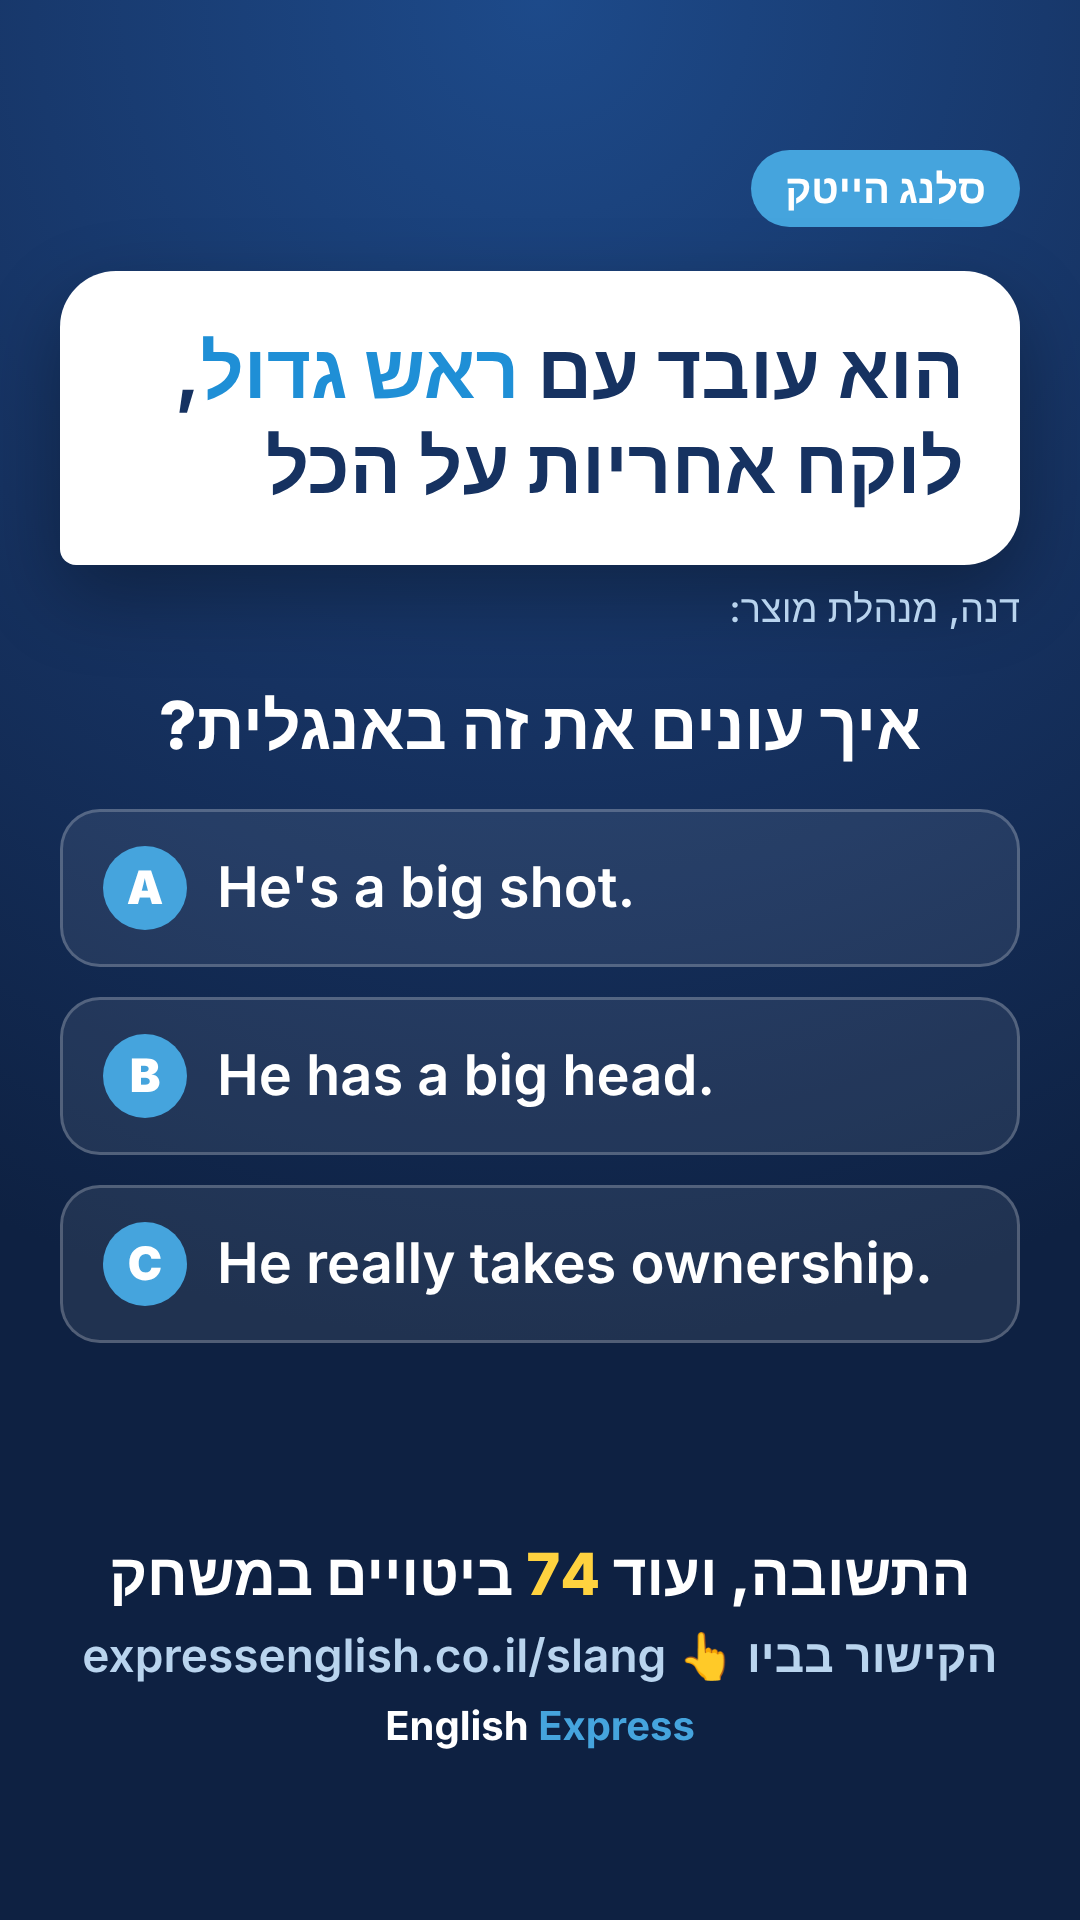 סלנג הייטק
הוא עובד עם ראש גדול,
לוקח אחריות על הכל
דנה, מנהלת מוצר:
איך עונים את זה באנגלית?
A He's a big shot.
B He has a big head.
C He really takes ownership.
התשובה, ועוד 74 ביטויים במשחק
הקישור בביו 👆 expressenglish.co.il/slang
English Express